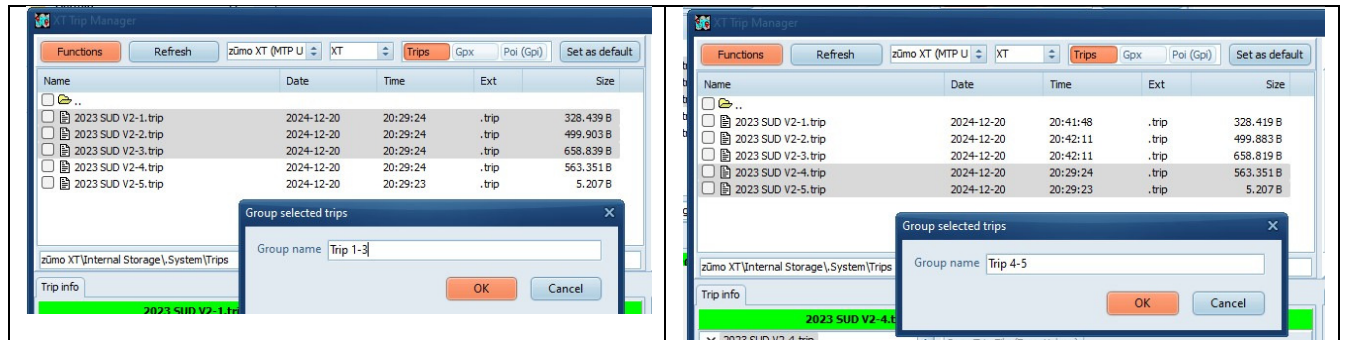 XT Trip Manager
Functions Refresh zūmo XT (MTP U XT Trips Gpx Poi (Gpi) Set as default
Name Date Time Ext Size
..
2023 SUD V2-1.trip 2024-12-20 20:29:24 .trip 328.439 B
2023 SUD V2-2.trip 2024-12-20 20:29:24 .trip 499.903 B
2023 SUD V2-3.trip 2024-12-20 20:29:24 .trip 658.839 B
2023 SUD V2-4.trip 2024-12-20 20:29:24 .trip 563.351 B
2023 SUD V2-5.trip 2024-12-20 20:29:23 .trip 5.207 B
Group selected trips
Group name Trip 1-3
zūmo XT\Internal Storage\.System\Trips
OK Cancel
Trip info
2023 SUD V2-1.tri
XT Trip Manager
Functions Refresh zūmo XT (MTP U XT Trips Gpx Poi (Gpi) Set as default
Name Date Time Ext Size
..
2023 SUD V2-1.trip 2024-12-20 20:41:48 .trip 328.419 B
2023 SUD V2-2.trip 2024-12-20 20:42:11 .trip 499.883 B
2023 SUD V2-3.trip 2024-12-20 20:42:11 .trip 658.819 B
2023 SUD V2-4.trip 2024-12-20 20:29:24 .trip 563.351 B
2023 SUD V2-5.trip 2024-12-20 20:29:23 .trip 5.207 B
Group selected trips
Group name Trip 4-5
zūmo XT\Internal Storage\.System\Trips
OK Cancel
Trip info
2023 SUD V2-4.t
2023 SUD V2-4.trip